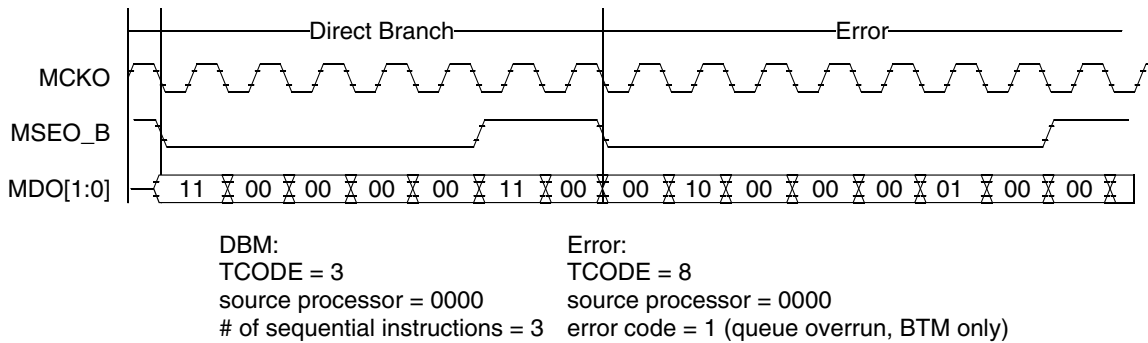 Direct Branch Error
MCKO
MSEO_B
MDO[1:0] 11 00 00 00 00 11 00 00 10 00 00 00 01 00 00
DBM: Error:
TCODE = 3 TCODE = 8
source processor = 0000 source processor = 0000
# of sequential instructions = 3 error code = 1 (queue overrun, BTM only)